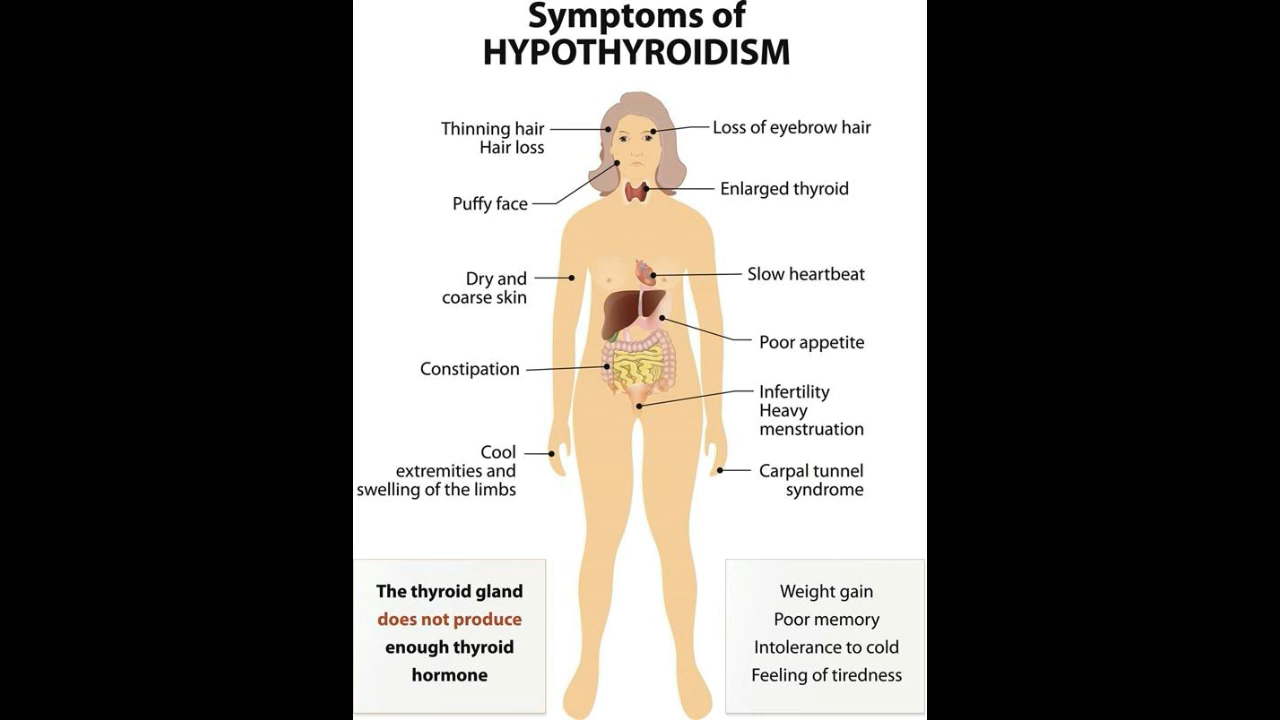 Symptoms of
HYPOTHYROIDISM
Thinning hair
Hair loss
Puffy face
Dry and
coarse skin
Constipation
Cool
extremities and
swelling of the limbs
Loss of eyebrow hair
Enlarged thyroid
Slow heartbeat
Poor appetite
Infertility
Heavy
menstruation
Carpal tunnel
syndrome
The thyroid gland
does not produce
enough thyroid
hormone
Weight gain
Poor memory
Intolerance to cold
Feeling of tiredness